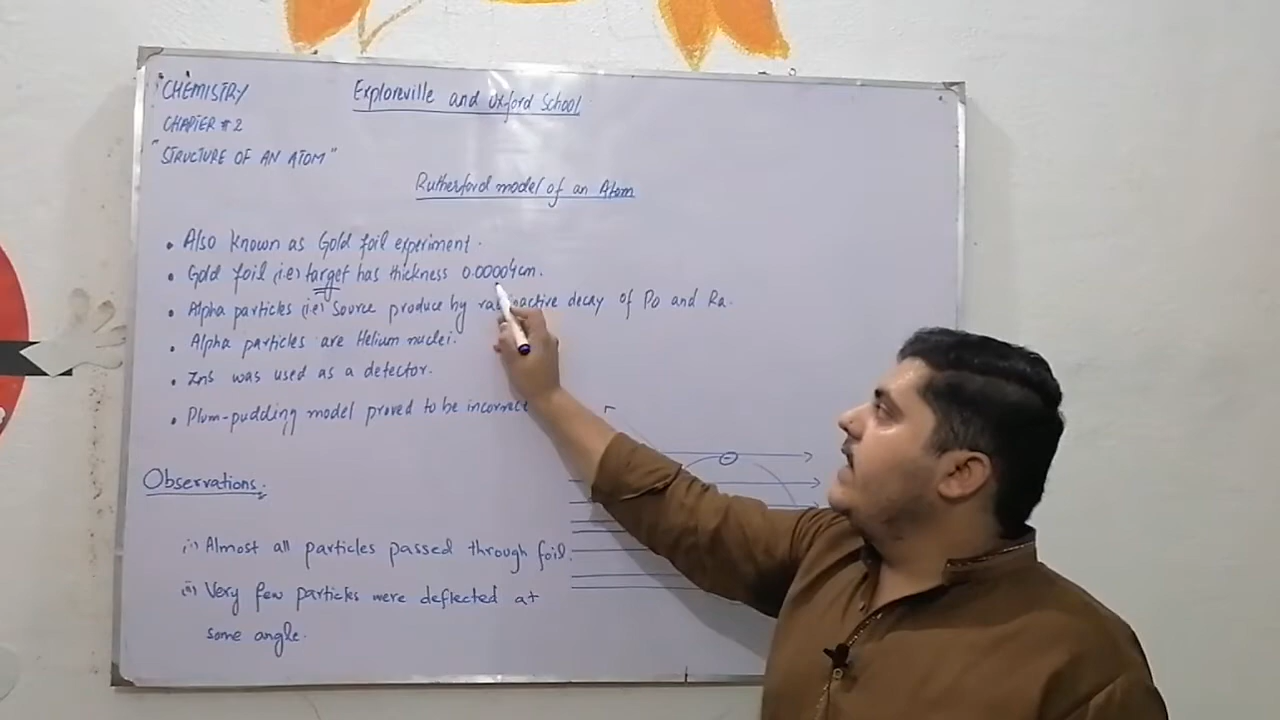 CHEMISTRY
Exploreville and Oxford School
CHAPTER # 2
"STRUCTURE OF AN ATOM"
Rutherford model of an Atom
• Also known as Gold foil experiment.
• Gold foil (i.e) target has thickness 0.00004cm.
• Alpha particles (i.e) source produce by radioactive decay of Po and Ra.
• Alpha particles are Helium nuclei.
• ZnS was used as a detector.
• Plum-pudding model proved to be incorrect
Observations:
(i) Almost all particles passed through foil.
(ii) Very few particles were deflected at
some angle.